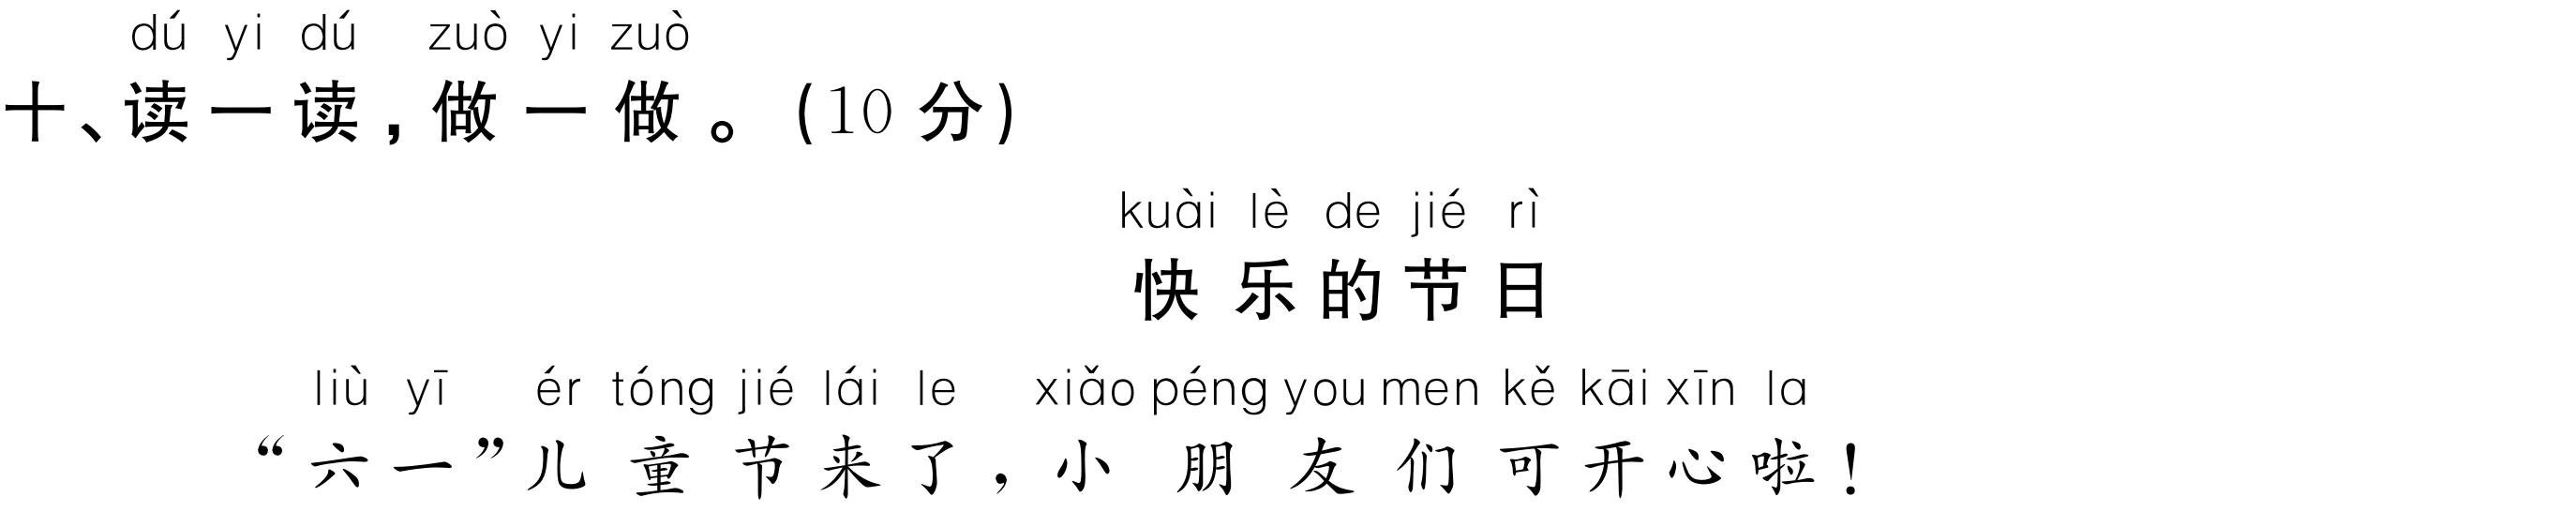 dú yi dú zuò yi zuò
十、读一读,做一做。(10 分)
kuài lè de jié rì
快乐的节日
liù yī ér tóng jié lái le xiǎo péng you men kě kāi xīn la
“六一”儿童节来了,小朋友们可开心啦!